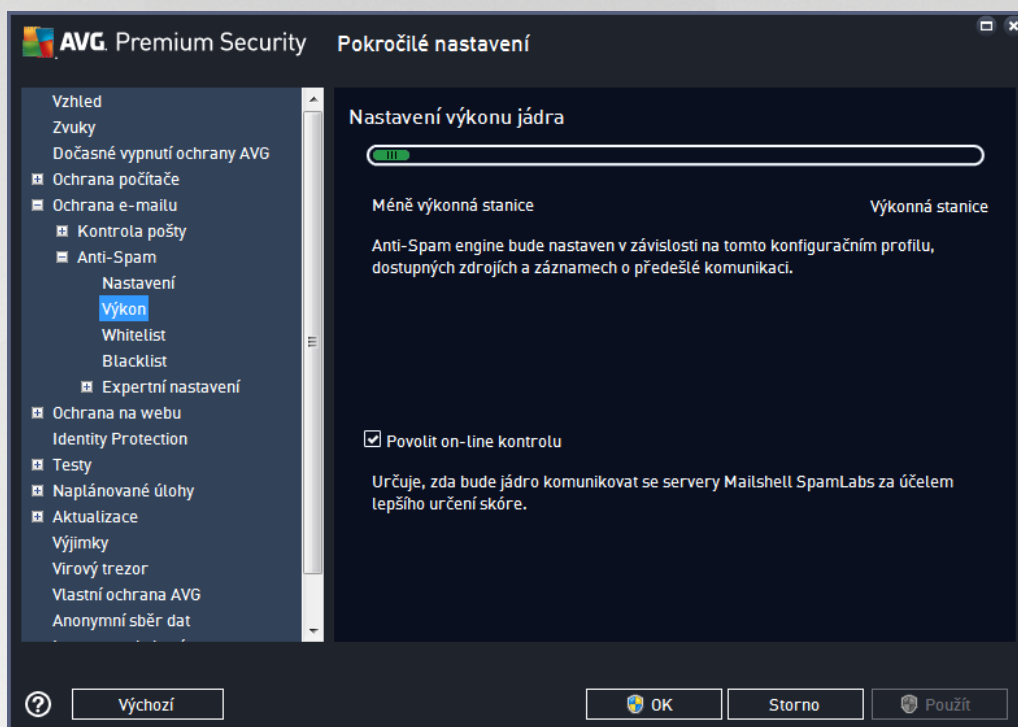 AVG. Premium Security Pokročilé nastavení
Vzhled
Zvuky
Dočasné vypnutí ochrany AVG
Ochrana počítače
Ochrana e-mailu
Kontrola pošty
Anti-Spam
Nastavení
Výkon
Whitelist
Blacklist
Expertní nastavení
Ochrana na webu
Identity Protection
Testy
Naplánované úlohy
Aktualizace
Výjimky
Virový trezor
Vlastní ochrana AVG
Anonymní sběr dat
Nastavení výkonu jádra
Méně výkonná stanice Výkonná stanice
Anti-Spam engine bude nastaven v závislosti na tomto konfiguračním profilu,
dostupných zdrojích a záznamech o předešlé komunikaci.
Povolit on-line kontrolu
Určuje, zda bude jádro komunikovat se servery Mailshell SpamLabs za účelem
lepšího určení skóre.
Výchozí OK Storno Použít